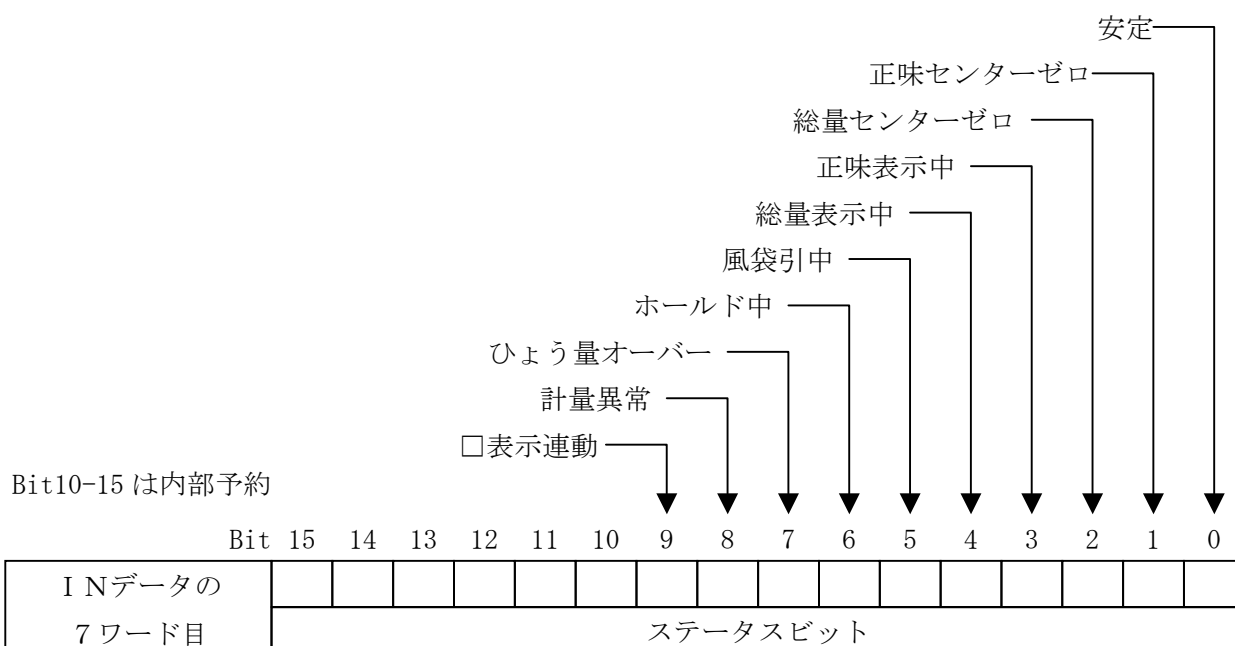 安定
正味センターゼロ
総量センターゼロ
正味表示中
総量表示中
風袋引中
ホールド中
ひょう量オーバー
計量異常
□表示連動
Bit10-15 は内部予約
Bit 15 14 13 12 11 10 9 8 7 6 5 4 3 2 1 0
ＩＮデータの
７ワード目
ステータスビット